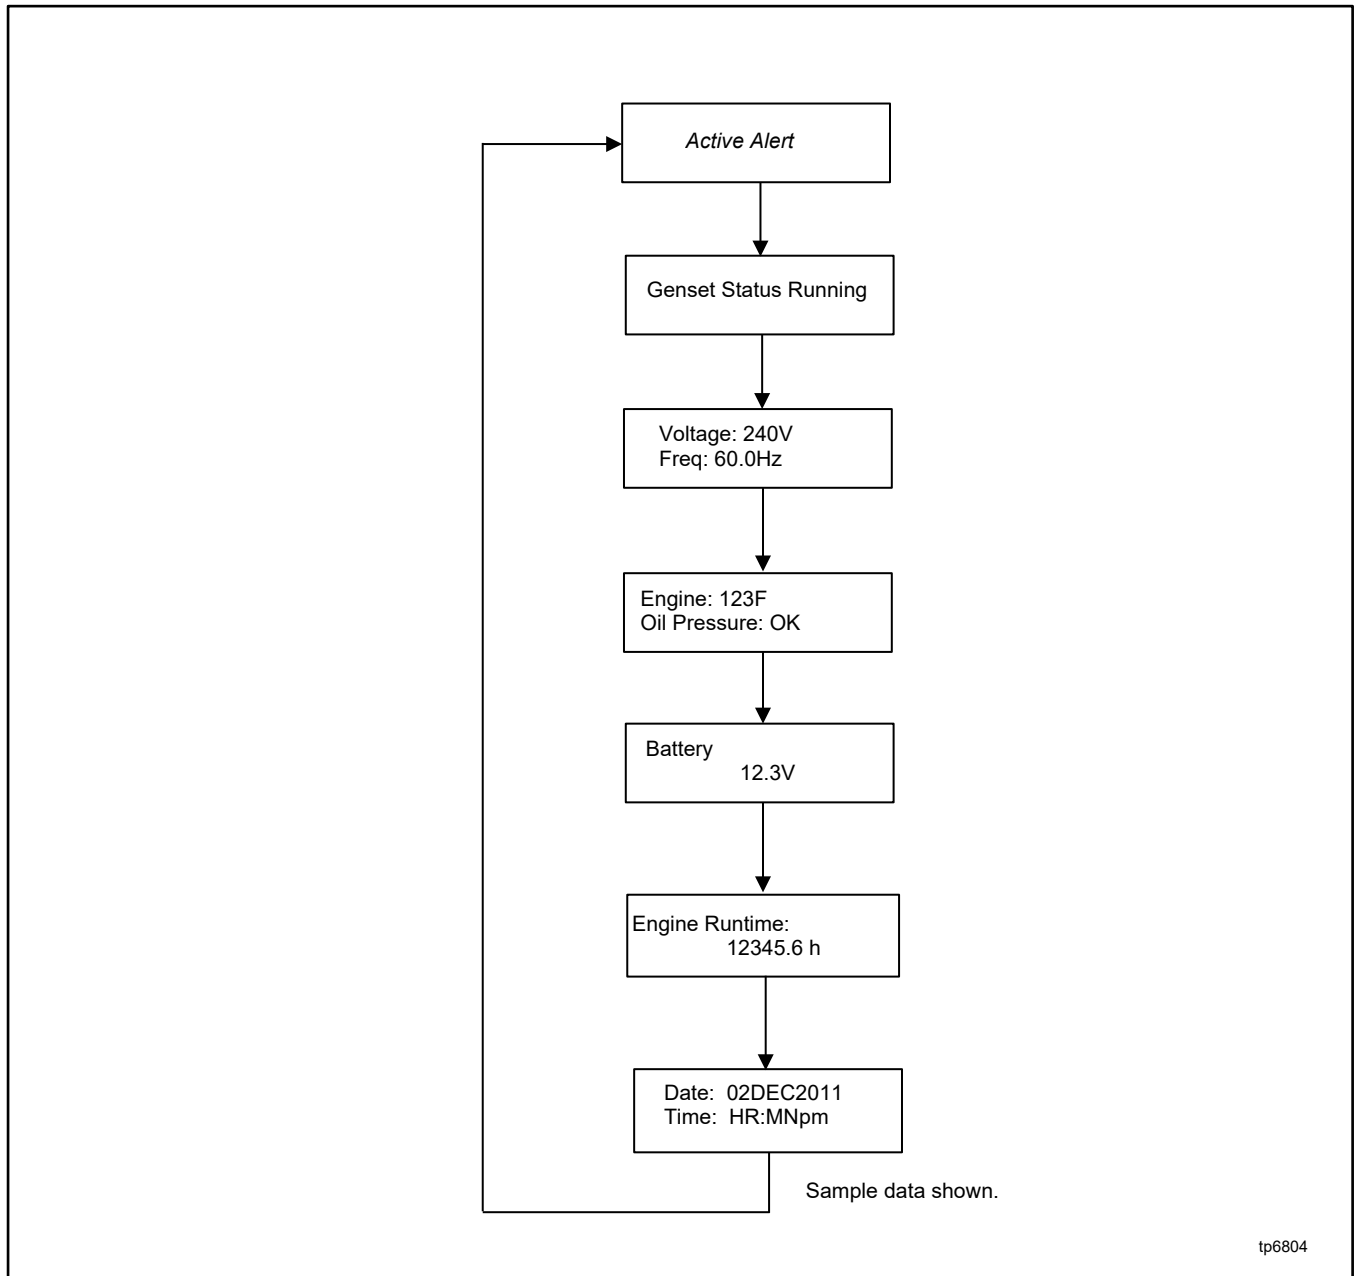 Active Alert
Genset Status Running
Voltage: 240V
Freq: 60.0Hz
Engine: 123F
Oil Pressure: OK
Battery
12.3V
Engine Runtime:
12345.6 h
Date: 02DEC2011
Time: HR:MNpm
Sample data shown.
tp6804